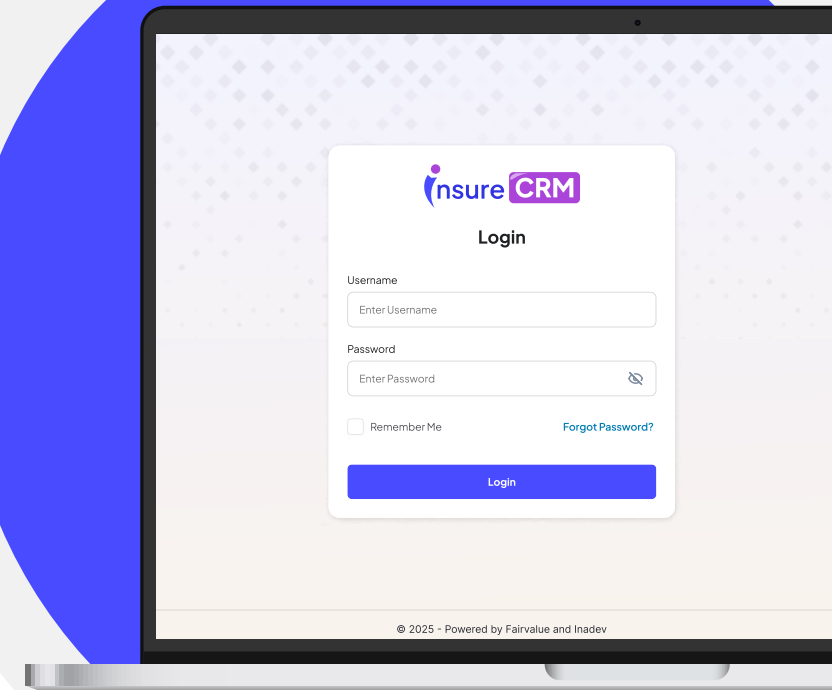 insure CRM
Login
Username
Enter Username
Password
Enter Password
Remember Me Forgot Password?
Login
© 2025 - Powered by Fairvalue and Inadev